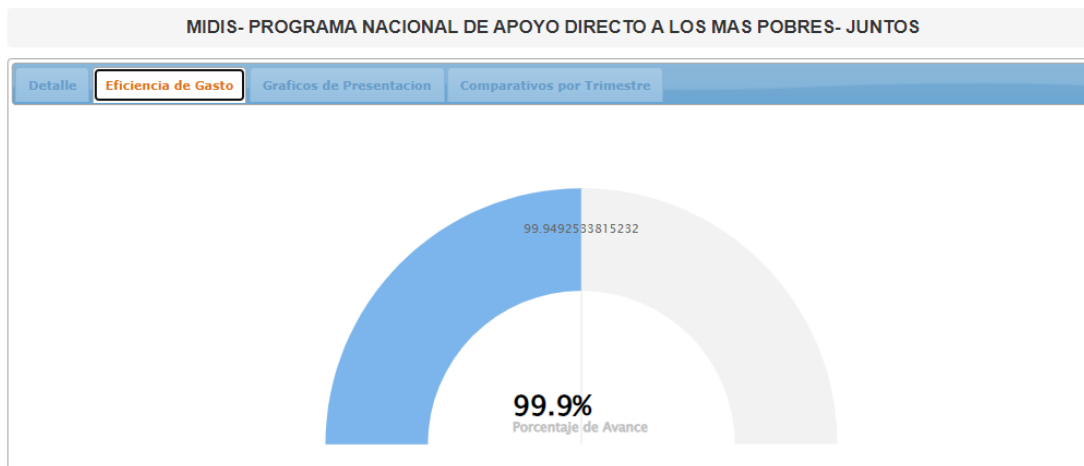 MIDIS- PROGRAMA NACIONAL DE APOYO DIRECTO A LOS MAS POBRES- JUNTOS
Detalle Eficiencia de Gasto Graficos de Presentacion Comparativos por Trimestre
99.9492533815232
99.9%
Porcentaje de Avance